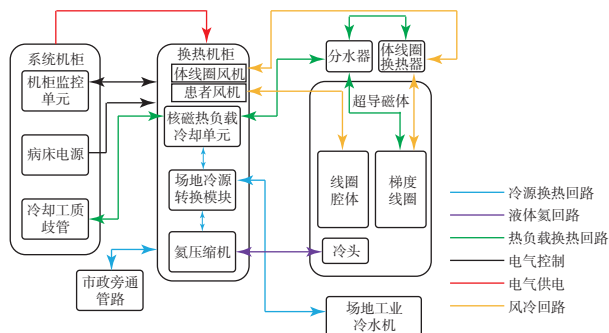 系统机柜
机柜监控
单元
病床电源
冷却工质
歧管
换热机柜
体线圈风机
患者风机
核磁热负载
冷却单元
场地冷源
转换模块
氦压缩机
市政旁通
管路
分水器
体线圈
换热器
超导磁体
线圈
腔体
梯度
线圈
冷头
场地工业
冷水机
冷源换热回路
液体氦回路
热负载换热回路
电气控制
电气供电
风冷回路